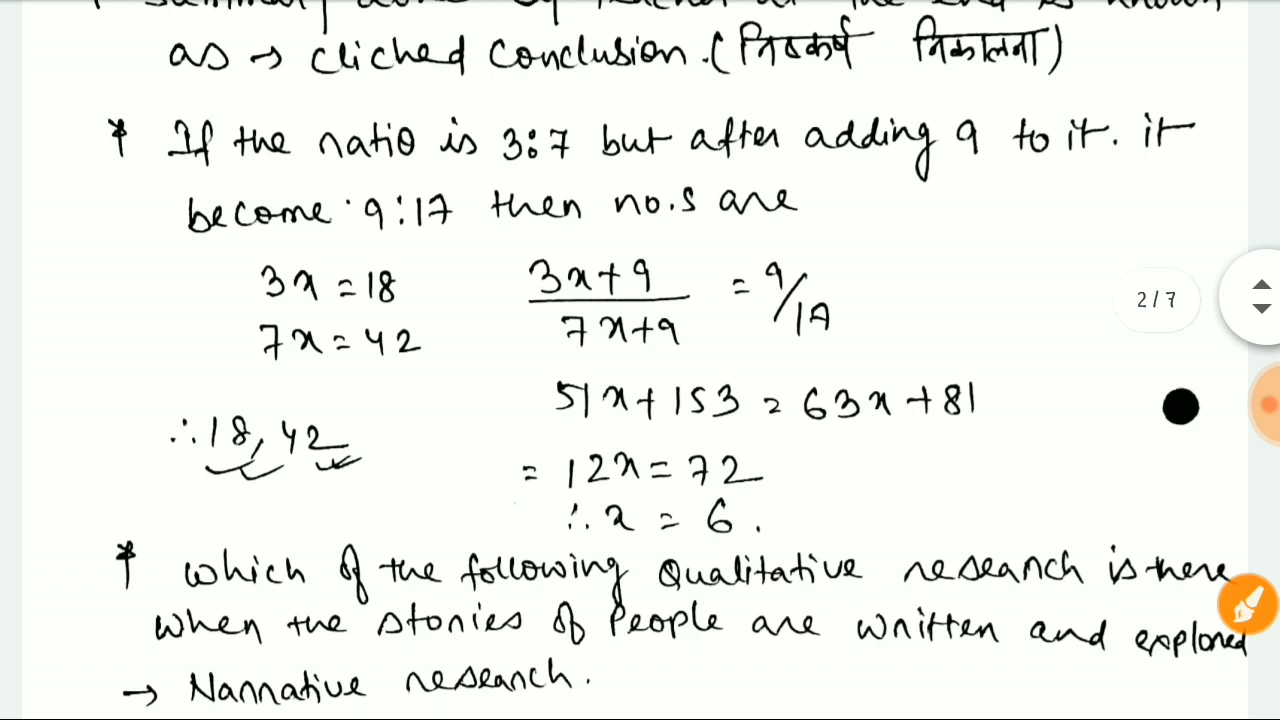 as → cliched conclusion. (निष्कर्ष निकालना)
* If the ratio is 3:7 but after adding 9 to it. it
become 9:17 then no.s are
3x = 18
7x = 42
3x+9 / 7x+9 = 9/17
51x + 153 = 63x + 81
∴ 18, 42
= 12x = 72
∴ x = 6.
* which of the following Qualitative research is there
when the stories of People are written and explored
→ Narrative research.
2/7